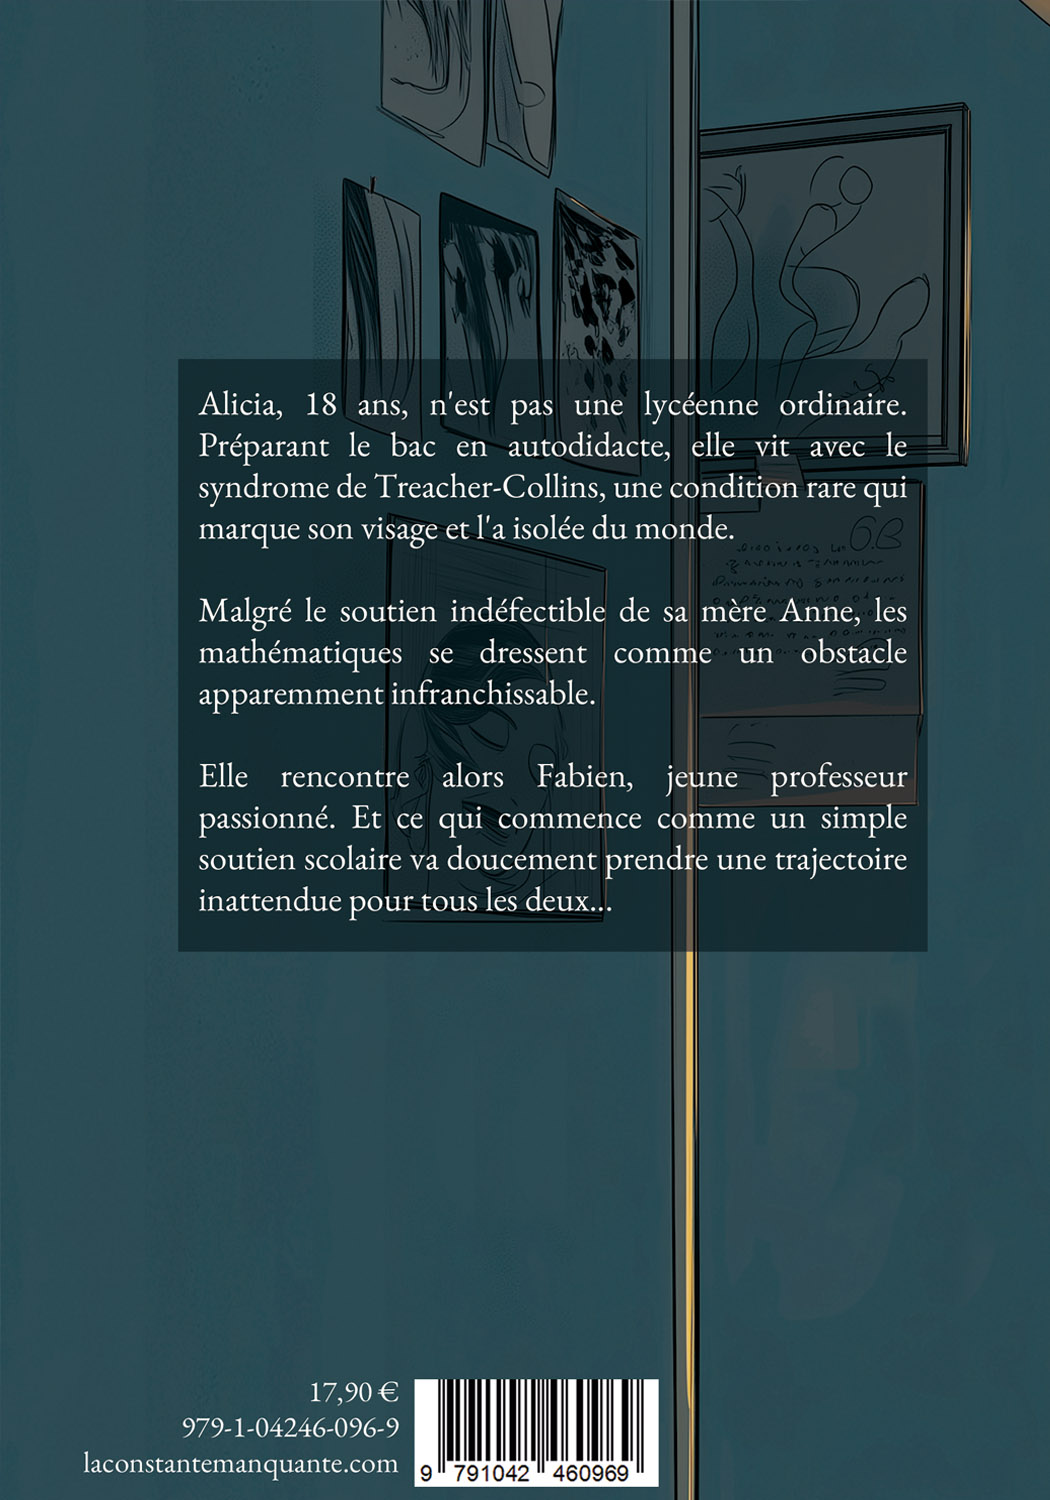 Alicia, 18 ans, n'est pas une lycéenne ordinaire.
Préparant le bac en autodidacte, elle vit avec le
syndrome de Treacher-Collins, une condition rare qui
marque son visage et l'a isolée du monde.
Malgré le soutien indéfectible de sa mère Anne, les
mathématiques se dressent comme un obstacle
apparemment infranchissable.
Elle rencontre alors Fabien, jeune professeur
passionné. Et ce qui commence comme un simple
soutien scolaire va doucement prendre une trajectoire
inattendue pour tous les deux...
17,90 €
979-1-04246-096-9
laconstantemanquante.com
9 791042 460969